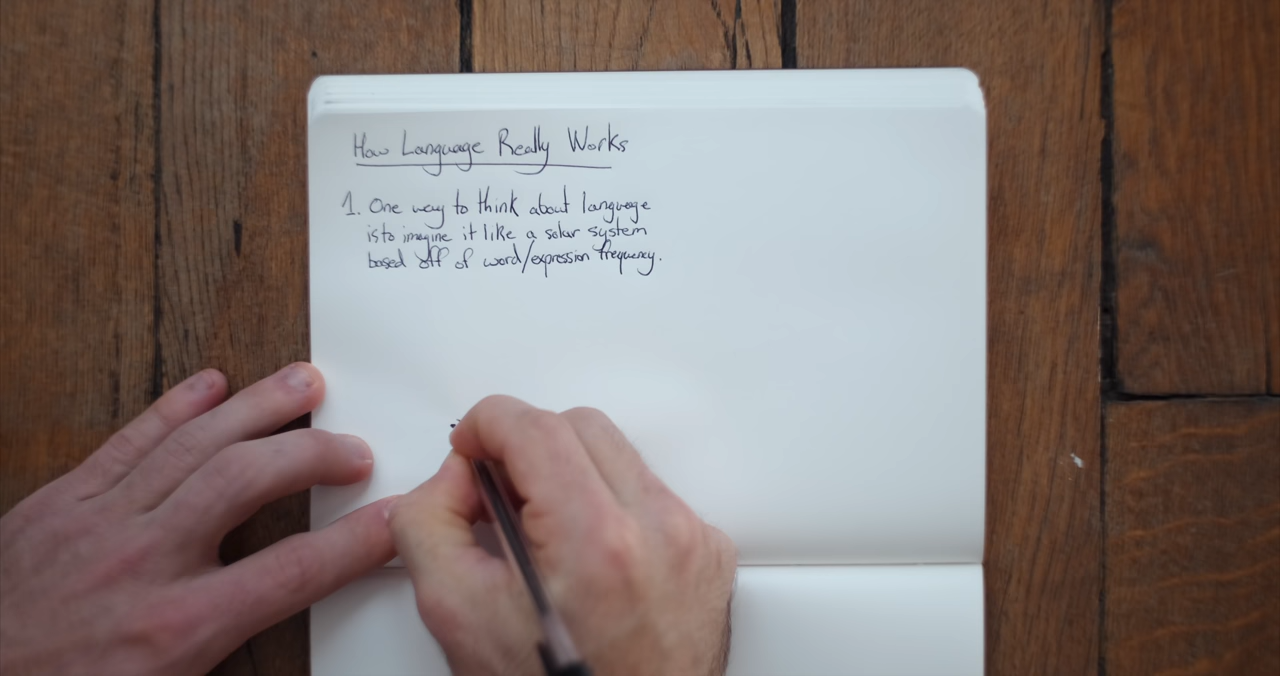 How Language Really Works
1. One way to think about language
is to imagine it like a solar system
based off of word/expression frequency.